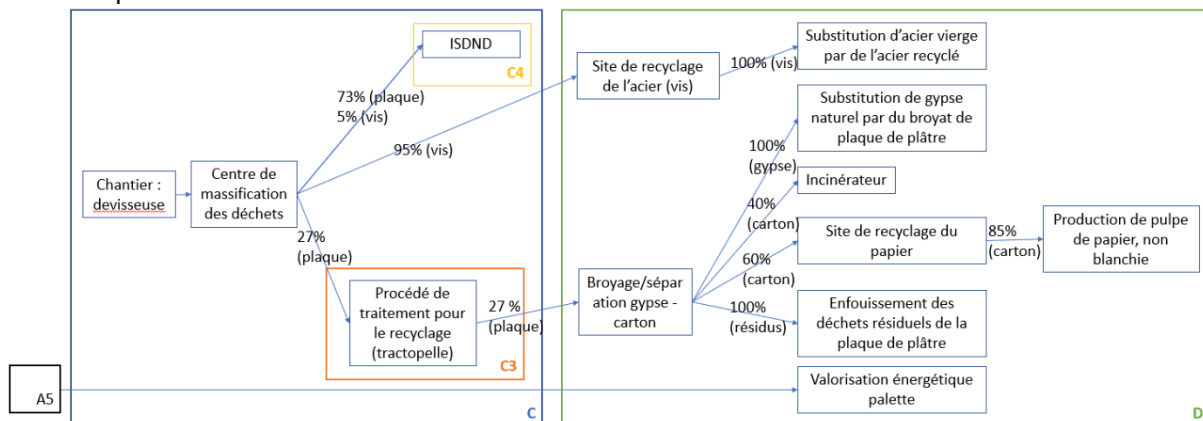 ISDND
C4
73% (plaque)
5% (vis)
95% (vis)
Chantier :
devisseuse
Centre de
massification
des déchets
27%
(plaque)
Procédé de
traitement pour
le recyclage
(tractopelle)
C3
27 %
(plaque)
A5
C
Site de recyclage
de l'acier (vis)
100% (vis)
Substitution d'acier vierge
par de l'acier recyclé
Substitution de gypse
naturel par du broyat de
plaque de plâtre
100%
(gypse)
Incinérateur
40%
(carton)
Site de recyclage du
papier
85%
(carton)
Production de pulpe
de papier, non
blanchie
60%
(carton)
Broyage/sépar
ation gypse -
carton
100%
(résidus)
Enfouissement des
déchets résiduels de la
plaque de plâtre
Valorisation énergétique
palette
D